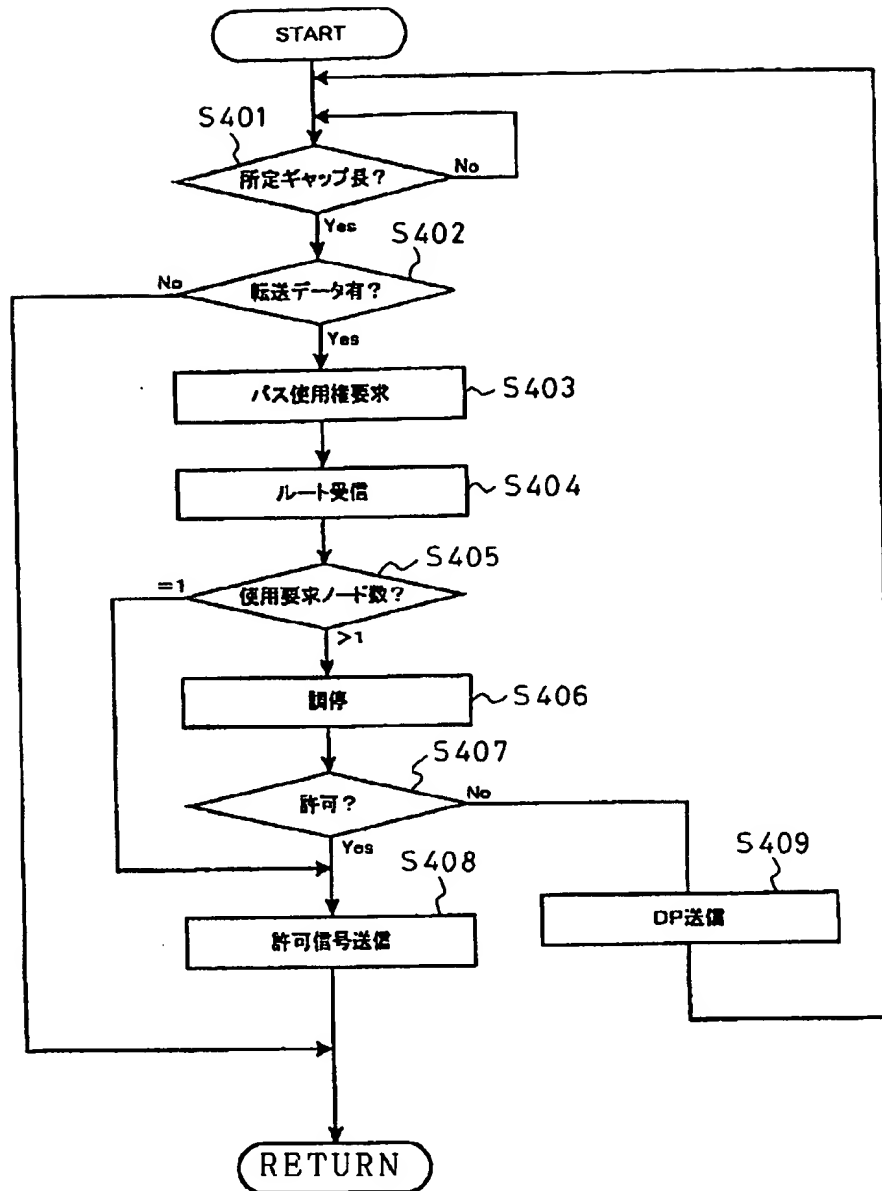 START
S401
所定ギャップ長?
No
Yes
S402
No
転送データ有?
Yes
バス使用権要求
S403
ルート受信
S404
S405
=1
使用要求ノード数?
>1
調停
S406
S407
許可?
No
Yes
S408
S409
許可信号送信
DP送信
RETURN